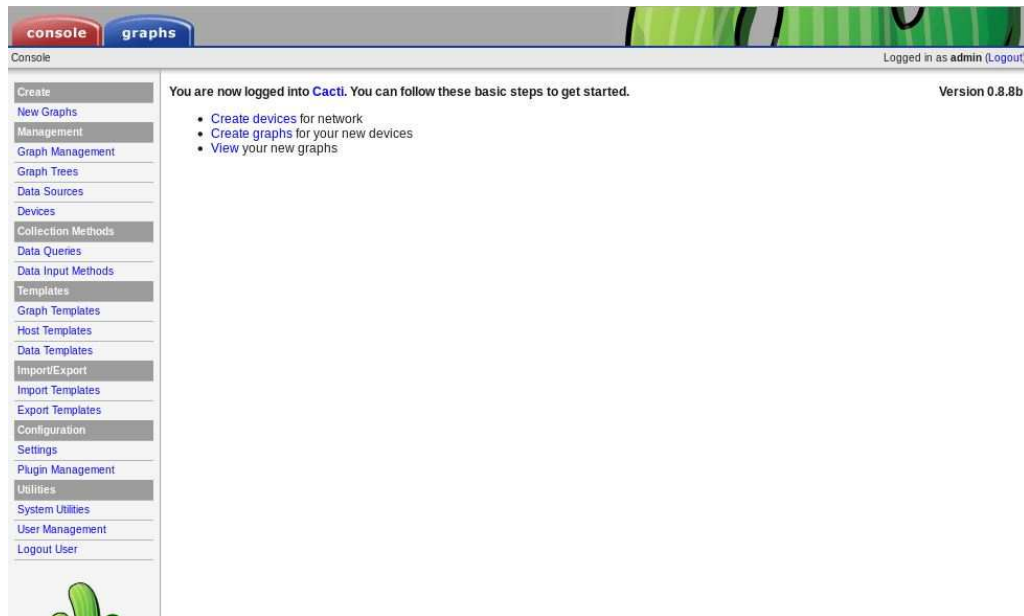 console graphs
Console Logged in as admin (Logout)
Create
New Graphs
Management
Graph Management
Graph Trees
Data Sources
Devices
Collection Methods
Data Queries
Data Input Methods
Templates
Graph Templates
Host Templates
Data Templates
Import/Export
Import Templates
Export Templates
Configuration
Settings
Plugin Management
Utilities
System Utilities
User Management
Logout User
You are now logged into Cacti. You can follow these basic steps to get started. Version 0.8.8b
• Create devices for network
• Create graphs for your new devices
• View your new graphs